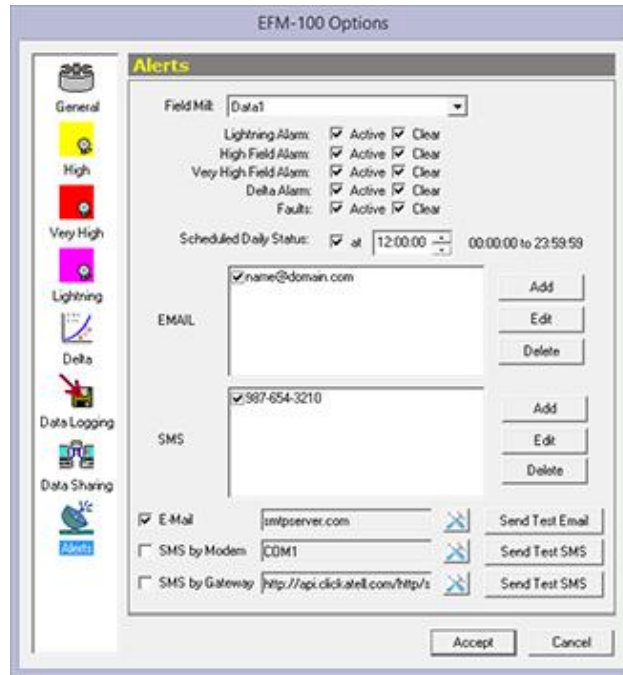 EFM-100 Options
General
High
Very High
Lightning
Delta
Data Logging
Data Sharing
Alerts
Alerts
Field Mill: Data1
Lightning Alarm: Active Clear
High Field Alarm: Active Clear
Very High Field Alarm: Active Clear
Delta Alarm: Active Clear
Faults: Active Clear
Scheduled Daily Status: at 12:00:00 00:00:00 to 23:59:59
EMAIL
name@domain.com
Add
Edit
Delete
SMS
987-654-3210
Add
Edit
Delete
E-Mail smtpserver.com Send Test Email
SMS by Modem COM1 Send Test SMS
SMS by Gateway http://api.clickatell.com/http/s Send Test SMS
Accept Cancel